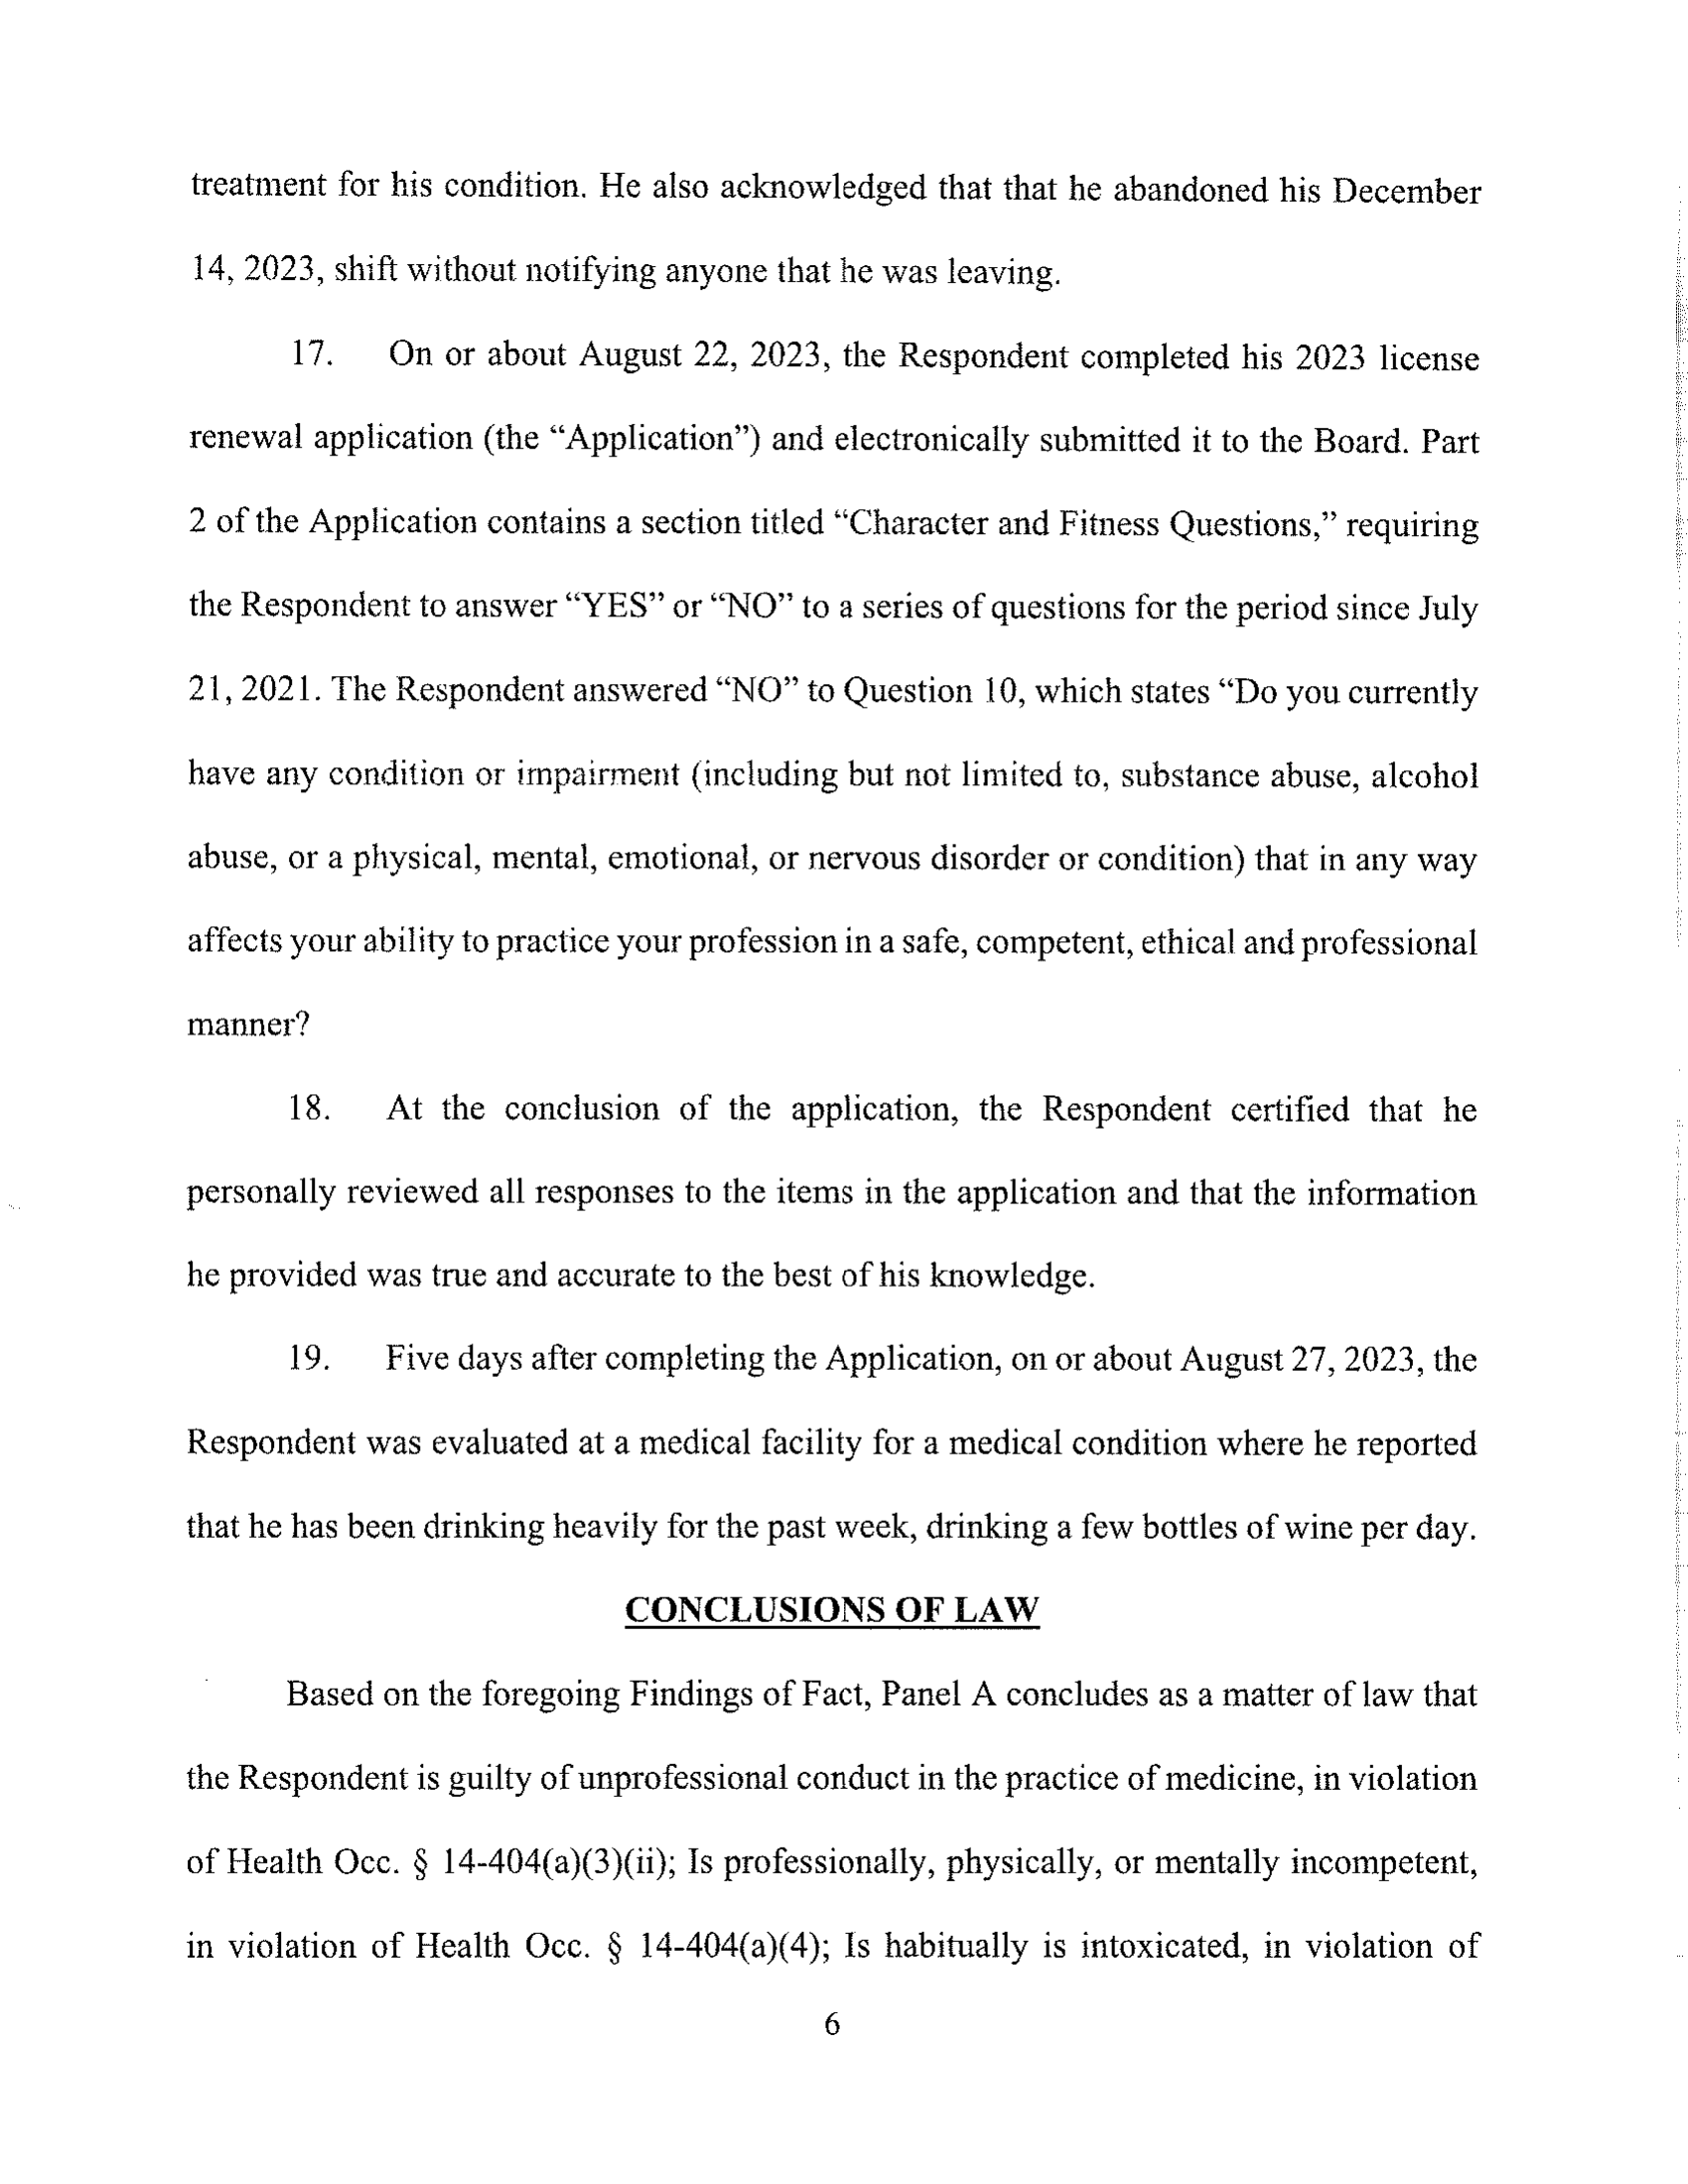 treatment for his condition. He also acknowledged that that he abandoned his December
14, 2023, shift without notifying anyone that he was leaving.
17. On or about August 22, 2023, the Respondent completed his 2023 license
renewal application (the “Application”) and electronically submitted it to the Board. Part
2 of the Application contains a section titled “Character and Fitness Questions,” requiring
the Respondent to answer “YES” or “NO” to a series of questions for the period since July
21, 2021. The Respondent answered “NO” to Question 10, which states “Do you currently
have any condition or impairment (including but not limited to, substance abuse, alcohol
abuse, or a physical, mental, emotional, or nervous disorder or condition) that in any way
affects your ability to practice your profession in a safe, competent, ethical and professional
manner?
18. At the conclusion of the application, the Respondent certified that he
personally reviewed all responses to the items in the application and that the information
he provided was true and accurate to the best of his knowledge.
19. Five days after completing the Application, on or about August 27, 2023, the
Respondent was evaluated at a medical facility for a medical condition where he reported
that he has been drinking heavily for the past week, drinking a few bottles of wine per day.
CONCLUSIONS OF LAW
Based on the foregoing Findings of Fact, Panel A concludes as a matter of law that
the Respondent is guilty of unprofessional conduct in the practice of medicine, in violation
of Health Occ. § 14-404(a)(3)(ii); Is professionally, physically, or mentally incompetent,
in violation of Health Occ. § 14-404(a)(4); Is habitually is intoxicated, in violation of
6